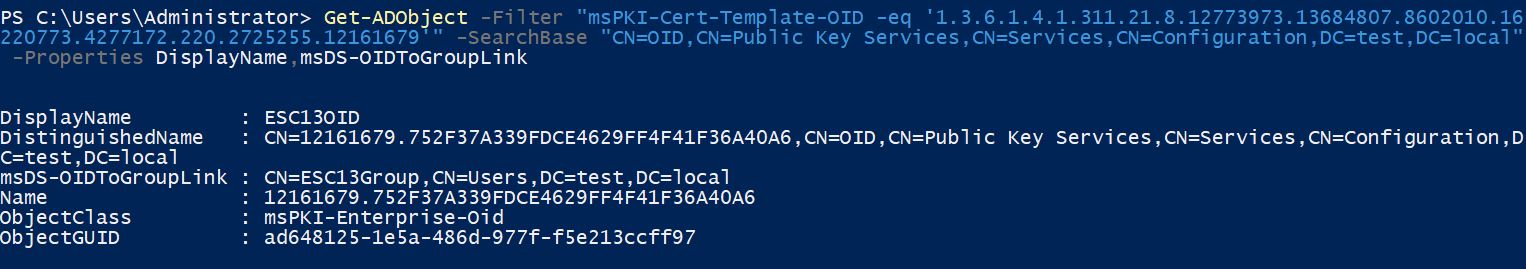 PS C:\Users\Administrator> Get-ADObject -Filter "msPKI-Cert-Template-OID -eq '1.3.6.1.4.1.311.21.8.12773973.13684807.8602010.16
220773.4277172.220.2725255.12161679'" -SearchBase "CN=OID,CN=Public Key Services,CN=Services,CN=Configuration,DC=test,DC=local"
 -Properties DisplayName,msDS-OIDToGroupLink
DisplayName          : ESC13OID
DistinguishedName    : CN=12161679.752F37A339FDCE4629FF4F41F36A40A6,CN=OID,CN=Public Key Services,CN=Services,CN=Configuration,D
C=test,DC=local
msDS-OIDToGroupLink : CN=ESC13Group,CN=Users,DC=test,DC=local
Name                 : 12161679.752F37A339FDCE4629FF4F41F36A40A6
ObjectClass          : msPKI-Enterprise-Oid
ObjectGUID           : ad648125-1e5a-486d-977f-f5e213ccff97